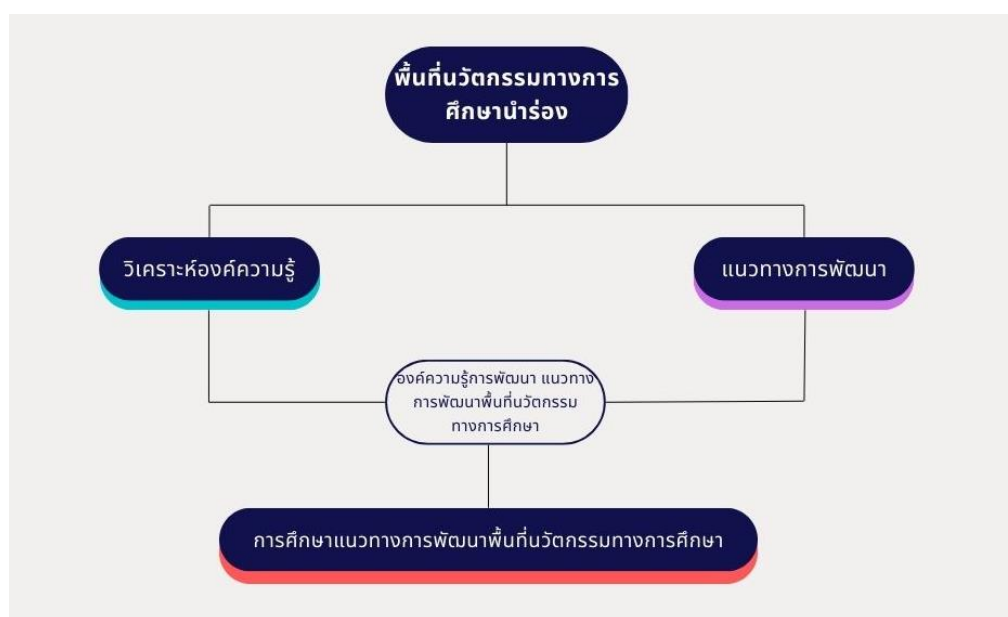 พื้นที่นวัตกรรมทางการ
ศึกษานำร่อง
วิเคราะห์องค์ความรู้
แนวทางการพัฒนา
องค์ความรู้การพัฒนา แนวทาง
การพัฒนาพื้นที่นวัตกรรม
ทางการศึกษา
การศึกษาแนวทางการพัฒนาพื้นที่นวัตกรรมทางการศึกษา